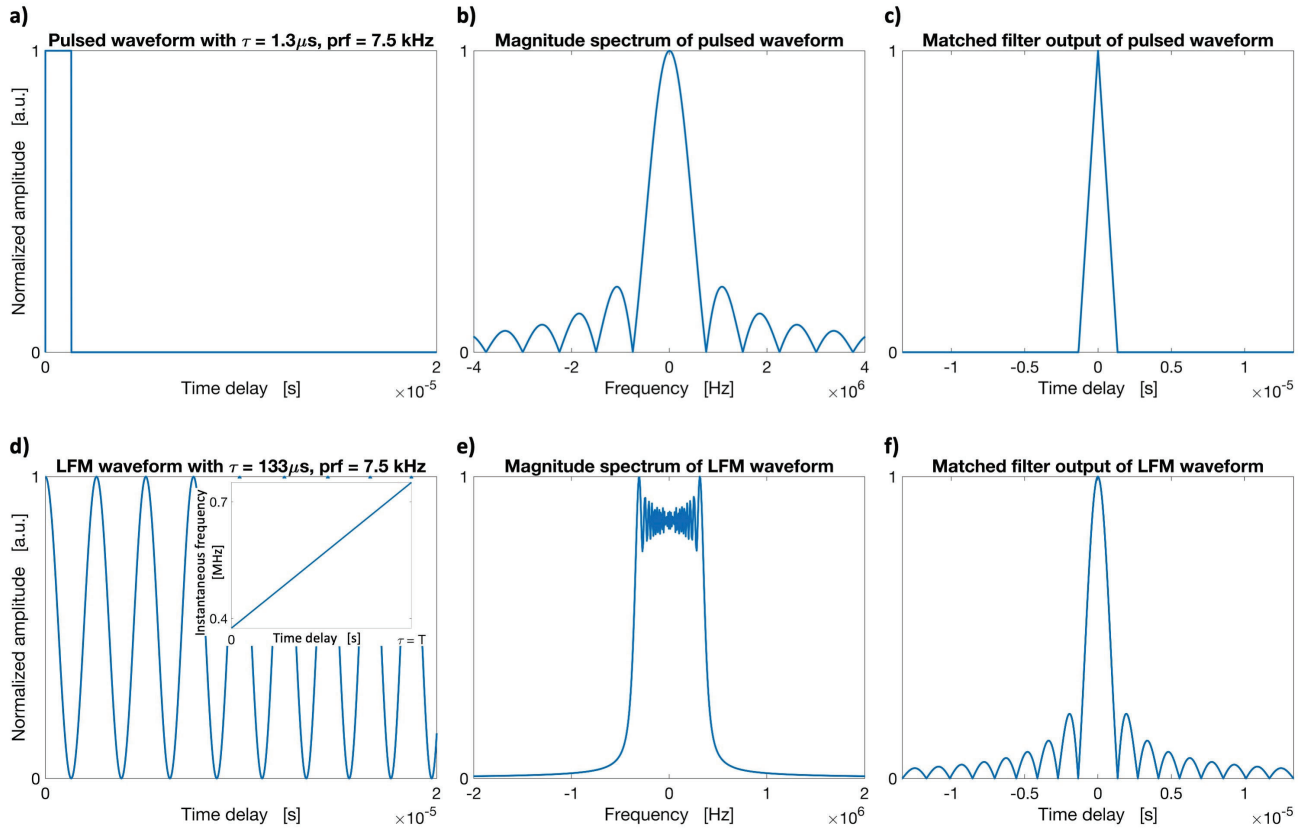 a)
Pulsed waveform with τ = 1.3μs, prf = 7.5 kHz
Normalized amplitude [a.u.]
1
0
0
2
Time delay [s]
×10⁻⁵
b)
Magnitude spectrum of pulsed waveform
1
0
-4
-2
0
2
4
Frequency [Hz]
×10⁶
c)
Matched filter output of pulsed waveform
1
0
-1
-0.5
0
0.5
1
Time delay [s]
×10⁻⁵
d)
LFM waveform with τ = 133μs, prf = 7.5 kHz
Normalized amplitude [a.u.]
1
0
0
2
Time delay [s]
×10⁻⁵
Instantaneous frequency
[MHz]
0.7
0.4
0
Time delay [s]
τ = T
e)
Magnitude spectrum of LFM waveform
1
0
-2
-1
0
1
2
Frequency [Hz]
×10⁶
f)
Matched filter output of LFM waveform
1
0
-1
-0.5
0
0.5
1
Time delay [s]
×10⁻⁵